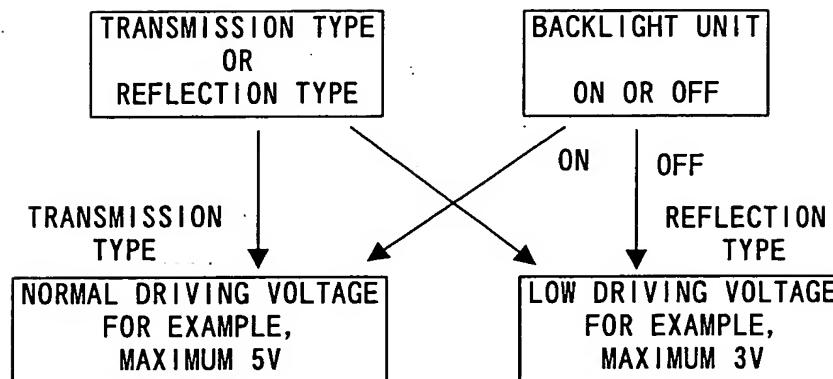 TRANSMISSION TYPE
OR
REFLECTION TYPE
BACKLIGHT UNIT
ON OR OFF
ON
OFF
TRANSMISSION
TYPE
REFLECTION
TYPE
NORMAL DRIVING VOLTAGE
FOR EXAMPLE,
MAXIMUM 5V
LOW DRIVING VOLTAGE
FOR EXAMPLE,
MAXIMUM 3V